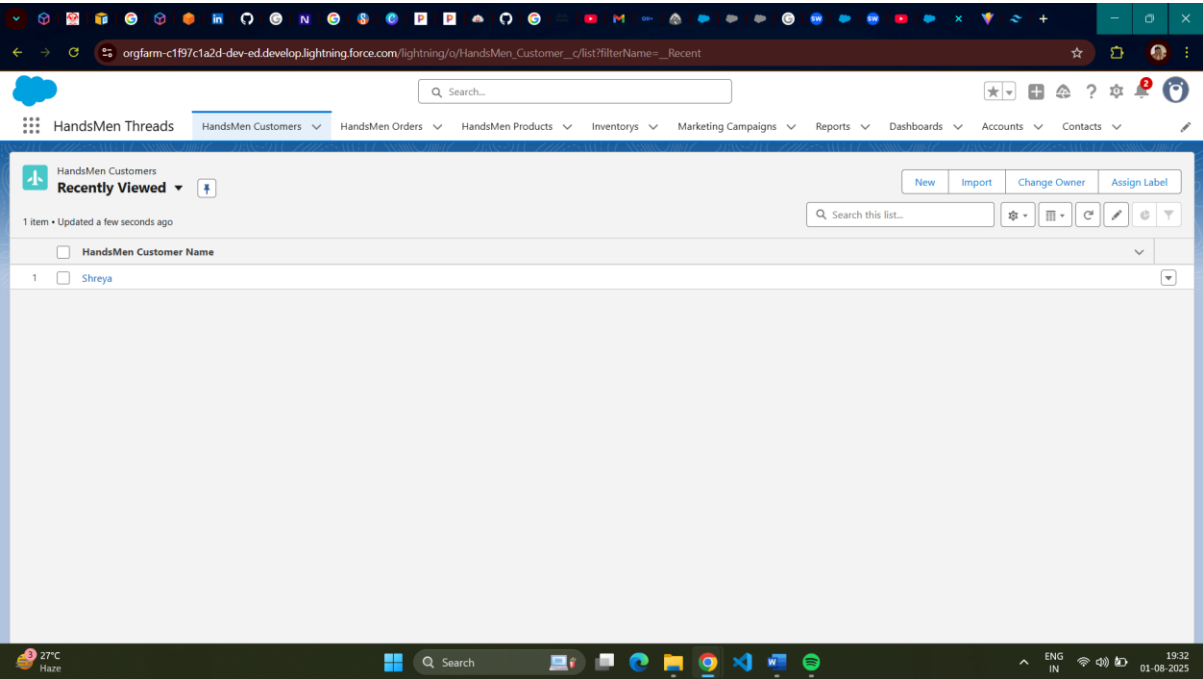 orgfarm-c1f97c1a2d-dev-ed.develop.lightning.force.com/lightning/o/HandsMen_Customer__c/list?filterName=__Recent
Search...
2
HandsMen Threads HandsMen Customers HandsMen Orders HandsMen Products Inventorys Marketing Campaigns Reports Dashboards Accounts Contacts
HandsMen Customers
Recently Viewed
New Import Change Owner Assign Label
1 item • Updated a few seconds ago
Search this list...
HandsMen Customer Name
1 Shreya
3
27°C
Haze
Search
ENG
IN
19:32
01-08-2025